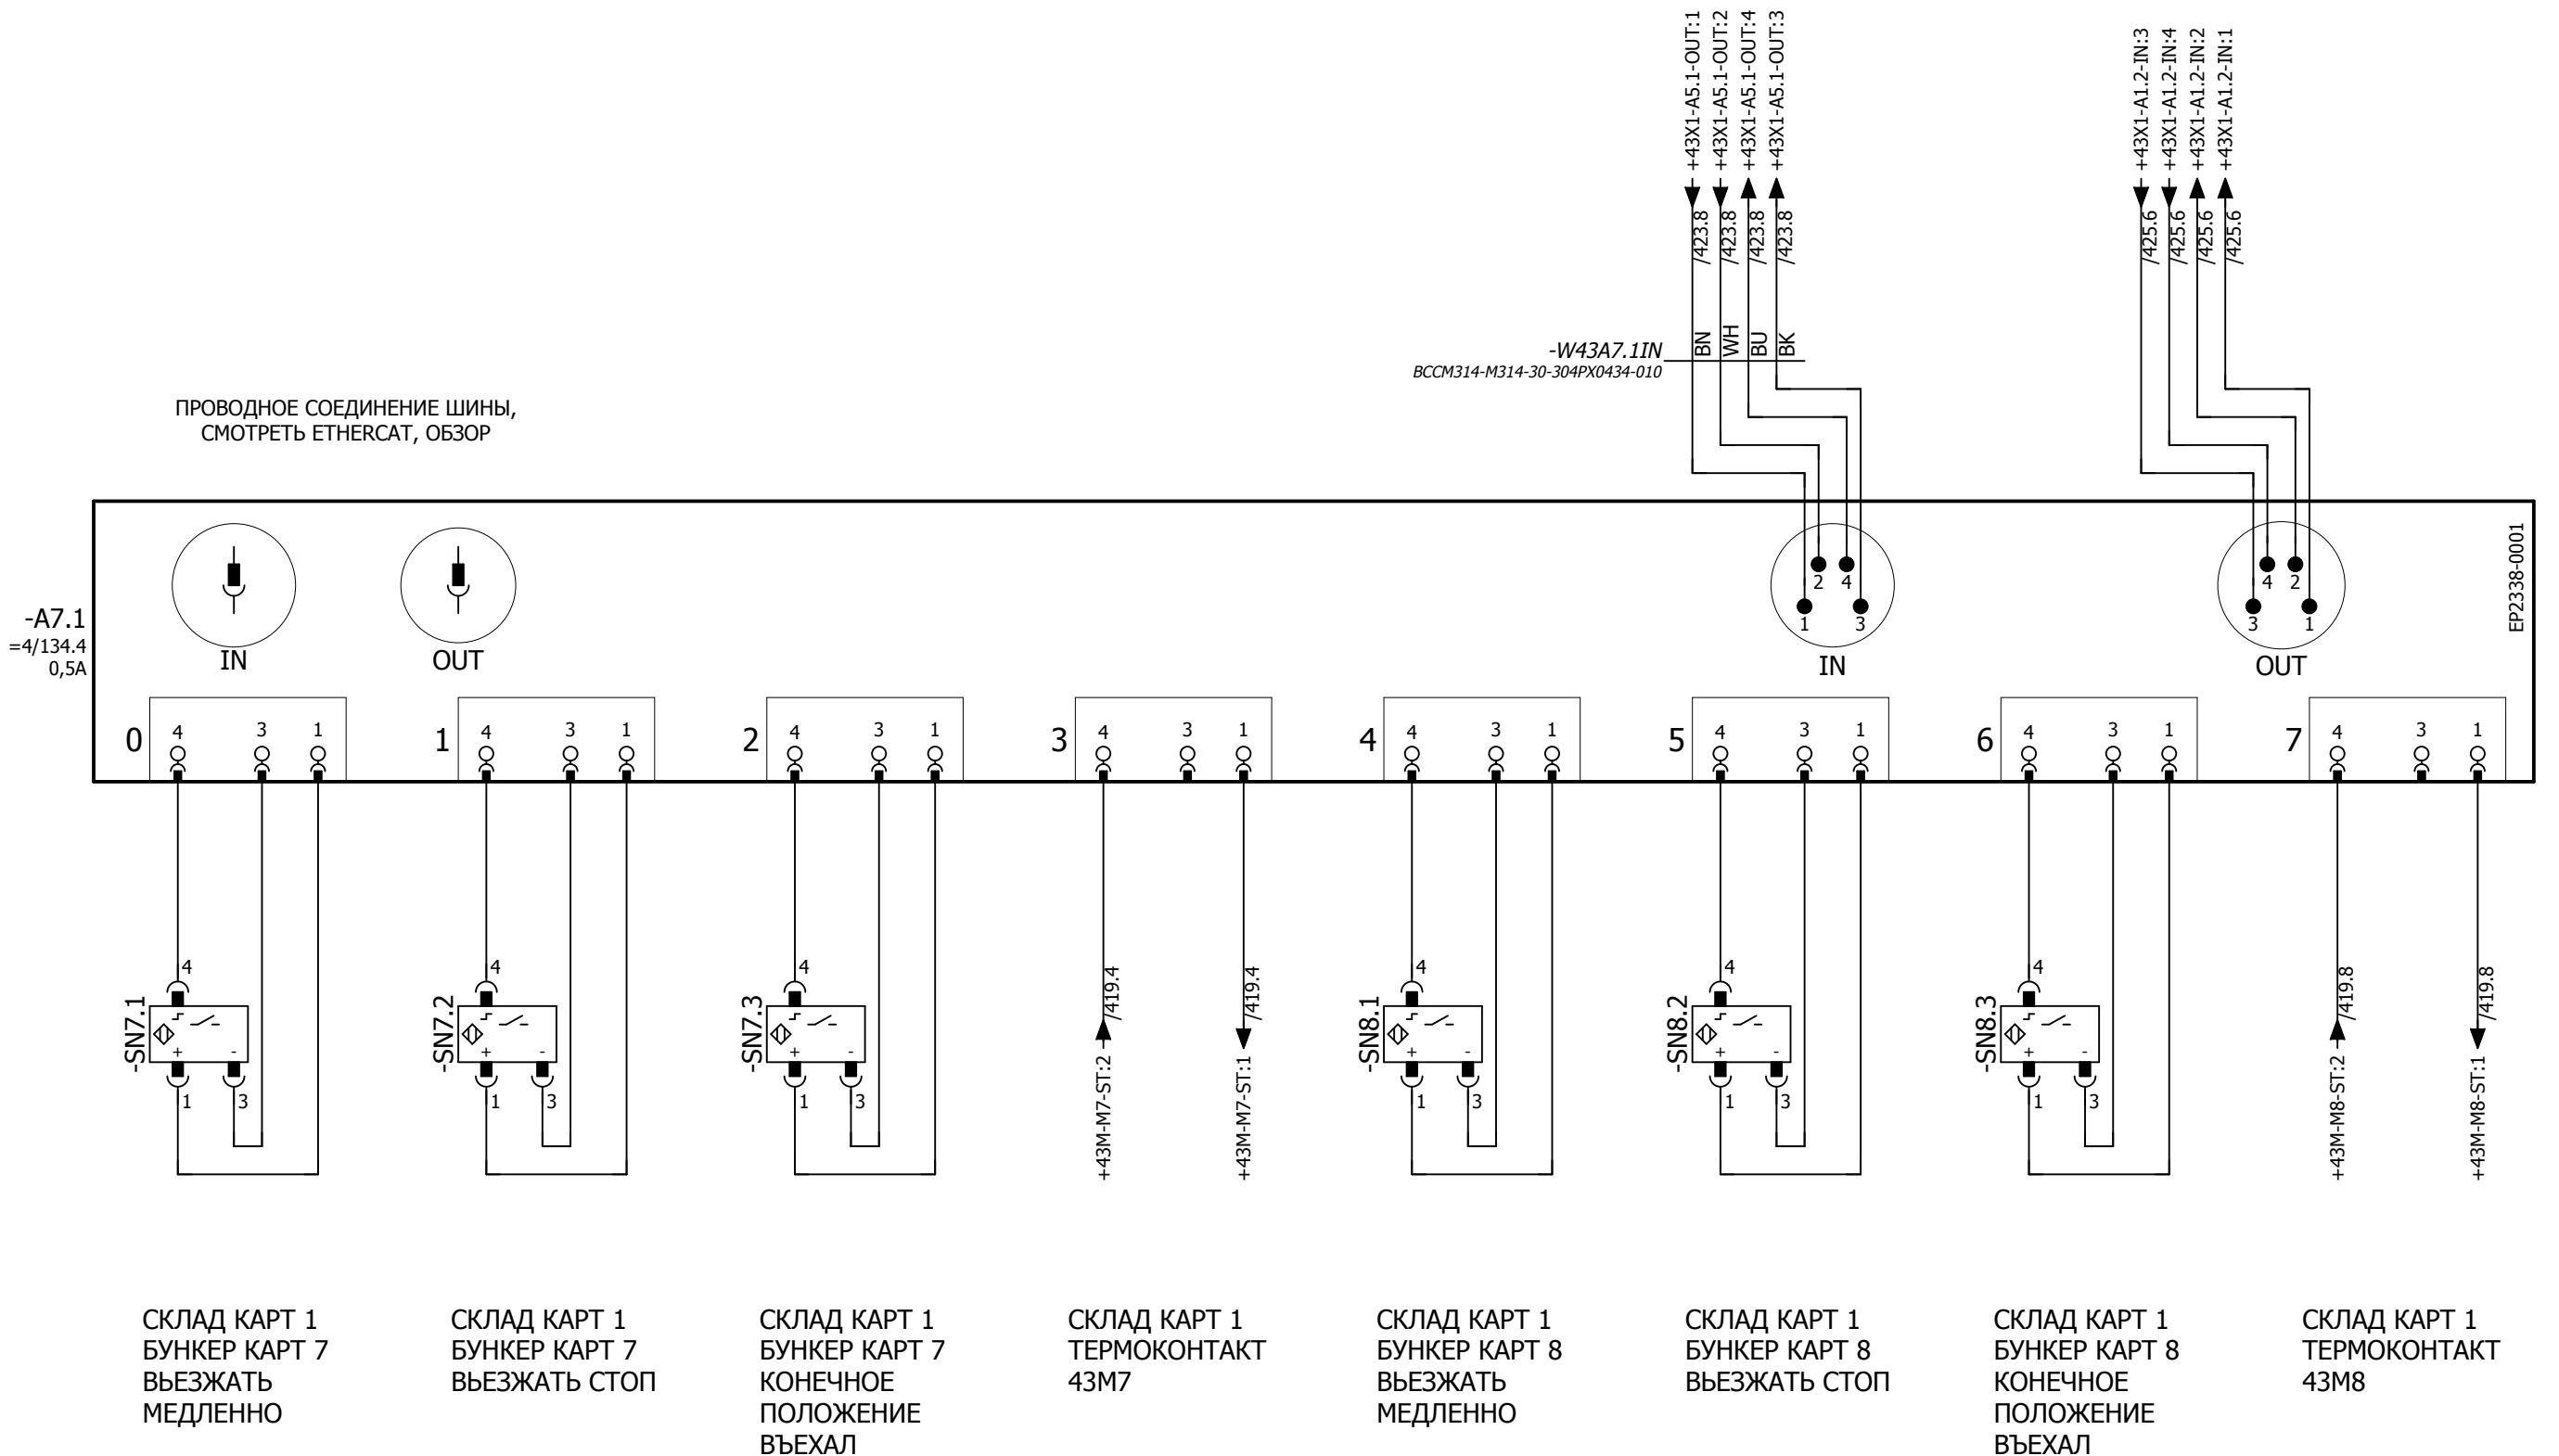 +43X1-A5.1-OUT:1
+43X1-A5.1-OUT:2
+43X1-A5.1-OUT:4
+43X1-A5.1-OUT:3
+43X1-A1.2-IN:3
+43X1-A1.2-IN:4
+43X1-A1.2-IN:2
+43X1-A1.2-IN:1
/423.8
/423.8
/423.8
/423.8
/425.6
/425.6
/425.6
/425.6
-W43A7.1IN
BCCM314-M314-30-304PX0434-010
BN
WH
BU
BK
ПРОВОДНОЕ СОЕДИНЕНИЕ ШИНЫ,
СМОТРЕТЬ ETHERCAT, ОБЗОР
-A7.1
=4/134.4
0,5A
IN
OUT
2 4
1 3
IN
4 2
3 1
OUT
EP2338-0001
0 4 3 1
1 4 3 1
2 4 3 1
3 4 3 1
4 4 3 1
5 4 3 1
6 4 3 1
7 4 3 1
-SN7.1
4
+ -
1 3
-SN7.2
4
+ -
1 3
-SN7.3
4
+ -
1 3
/419.4
+43M-M7-ST:2
/419.4
+43M-M7-ST:1
-SN8.1
4
+ -
1 3
-SN8.2
4
+ -
1 3
-SN8.3
4
+ -
1 3
/419.8
+43M-M8-ST:2
/419.8
+43M-M8-ST:1
СКЛАД КАРТ 1
БУНКЕР КАРТ 7
ВЬЕЗЖАТЬ
МЕДЛЕННО
СКЛАД КАРТ 1
БУНКЕР КАРТ 7
ВЬЕЗЖАТЬ СТОП
СКЛАД КАРТ 1
БУНКЕР КАРТ 7
КОНЕЧНОЕ
ПОЛОЖЕНИЕ
ВЪЕХАЛ
СКЛАД КАРТ 1
ТЕРМОКОНТАКТ
43M7
СКЛАД КАРТ 1
БУНКЕР КАРТ 8
ВЬЕЗЖАТЬ
МЕДЛЕННО
СКЛАД КАРТ 1
БУНКЕР КАРТ 8
ВЬЕЗЖАТЬ СТОП
СКЛАД КАРТ 1
БУНКЕР КАРТ 8
КОНЕЧНОЕ
ПОЛОЖЕНИЕ
ВЪЕХАЛ
СКЛАД КАРТ 1
ТЕРМОКОНТАКТ
43M8